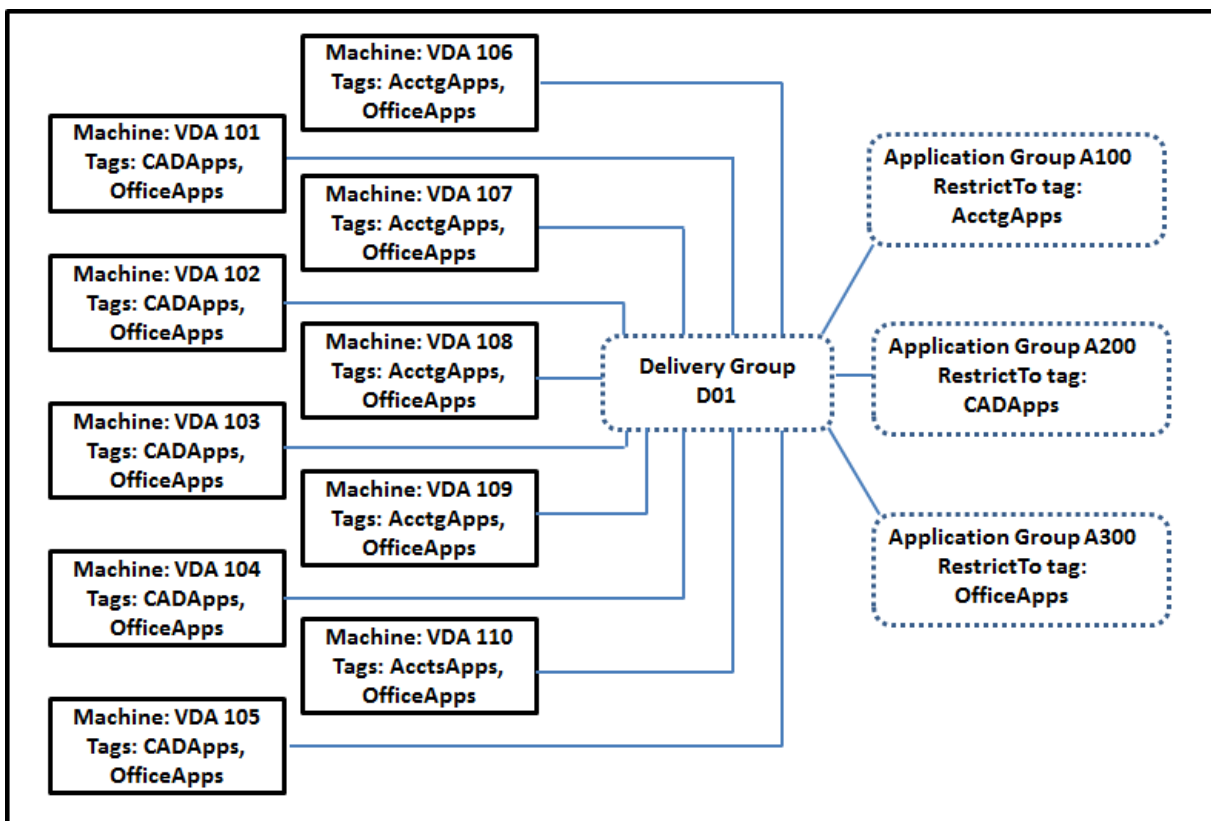 Machine: VDA 106
Tags: AcctgApps,
OfficeApps
Machine: VDA 101
Tags: CADApps,
OfficeApps
Machine: VDA 107
Tags: AcctgApps,
OfficeApps
Machine: VDA 102
Tags: CADApps,
OfficeApps
Machine: VDA 108
Tags: AcctgApps,
OfficeApps
Machine: VDA 103
Tags: CADApps,
OfficeApps
Machine: VDA 109
Tags: AcctgApps,
OfficeApps
Machine: VDA 104
Tags: CADApps,
OfficeApps
Machine: VDA 110
Tags: AcctsApps,
OfficeApps
Machine: VDA 105
Tags: CADApps,
OfficeApps
Delivery Group
D01
Application Group A100
RestrictTo tag:
AcctgApps
Application Group A200
RestrictTo tag:
CADApps
Application Group A300
RestrictTo tag:
OfficeApps